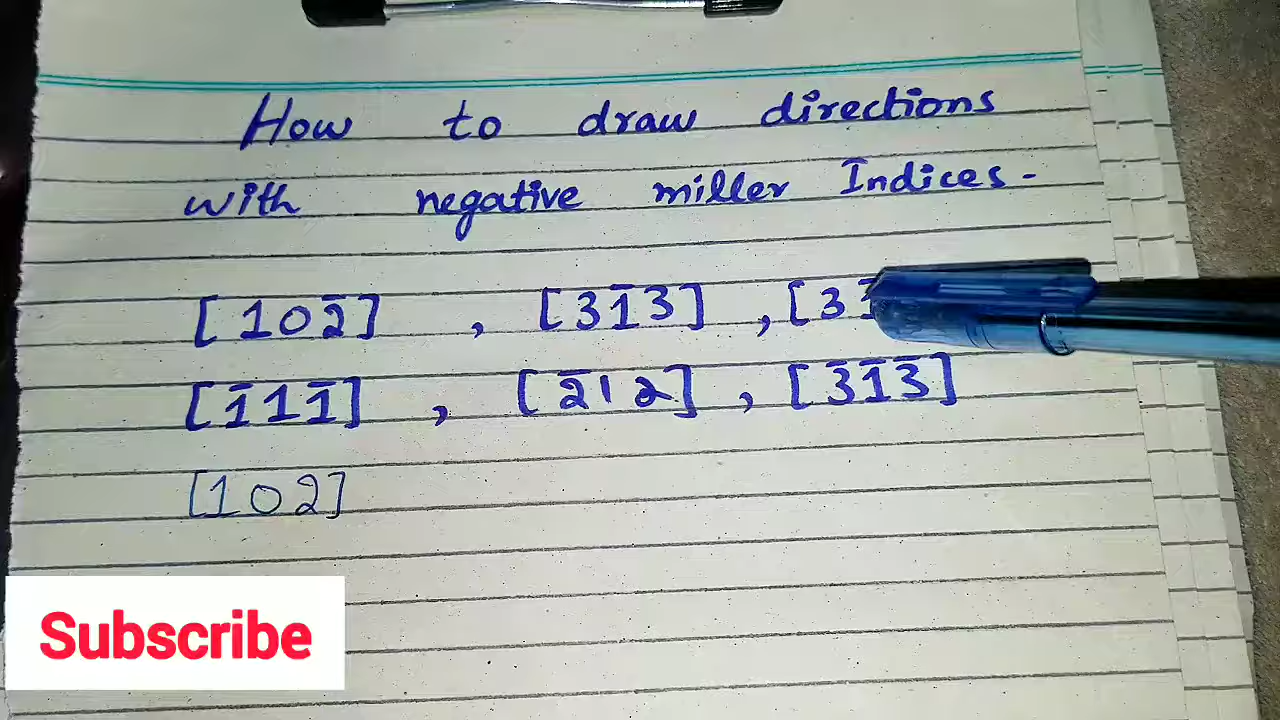 How to draw directions
with negative miller Indices-
[1 0 2̄] , [3 1̄ 3] , [3
[1̄ 1 1̄] , [2̄ 1 2] , [3̄ 1̄ 3̄]
[1 0 2]
Subscribe